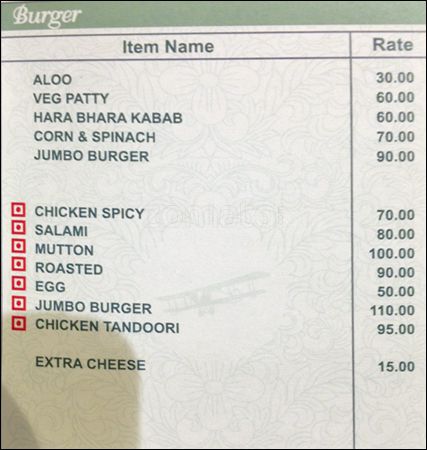 Burger
Item Name Rate
ALOO 30.00
VEG PATTY 60.00
HARA BHARA KABAB 60.00
CORN & SPINACH 70.00
JUMBO BURGER 90.00
CHICKEN SPICY 70.00
SALAMI 80.00
MUTTON 100.00
ROASTED 90.00
EGG 50.00
JUMBO BURGER 110.00
CHICKEN TANDOORI 95.00
EXTRA CHEESE 15.00
zomato